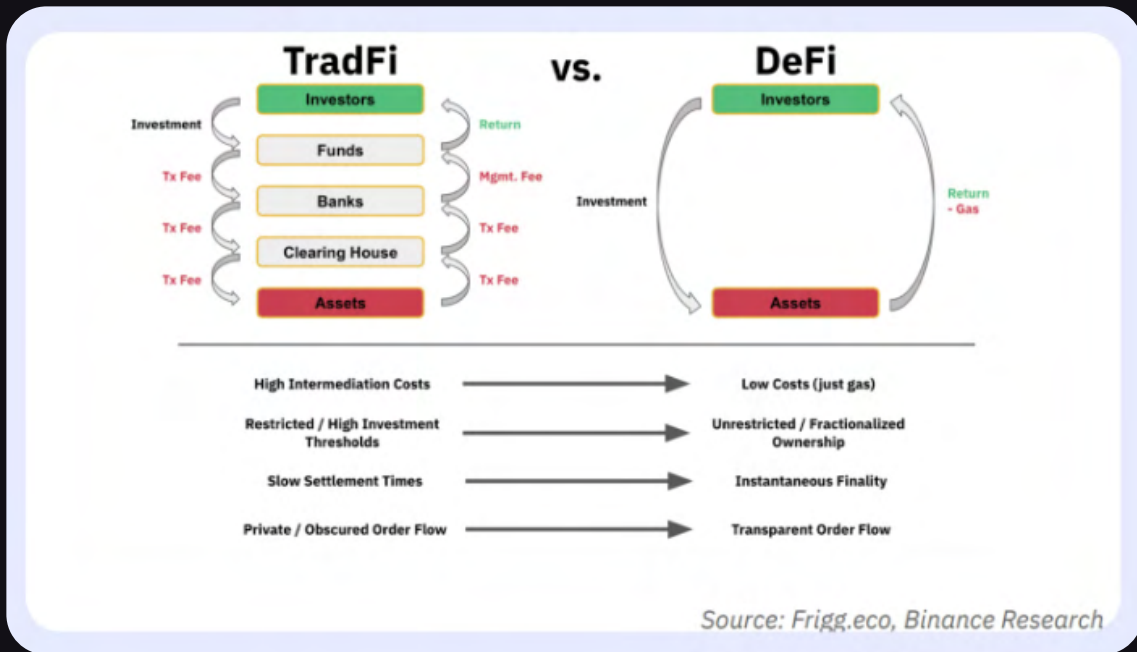 TradFi vs. DeFi
Investors
Investment
Return
Funds
Tx Fee
Mgmt. Fee
Banks
Tx Fee
Tx Fee
Clearing House
Tx Fee
Tx Fee
Assets
Investors
Investment
Return
- Gas
Assets
High Intermediation Costs
Low Costs (just gas)
Restricted / High Investment
Thresholds
Unrestricted / Fractionalized
Ownership
Slow Settlement Times
Instantaneous Finality
Private / Obscured Order Flow
Transparent Order Flow
Source: Frigg.eco, Binance Research